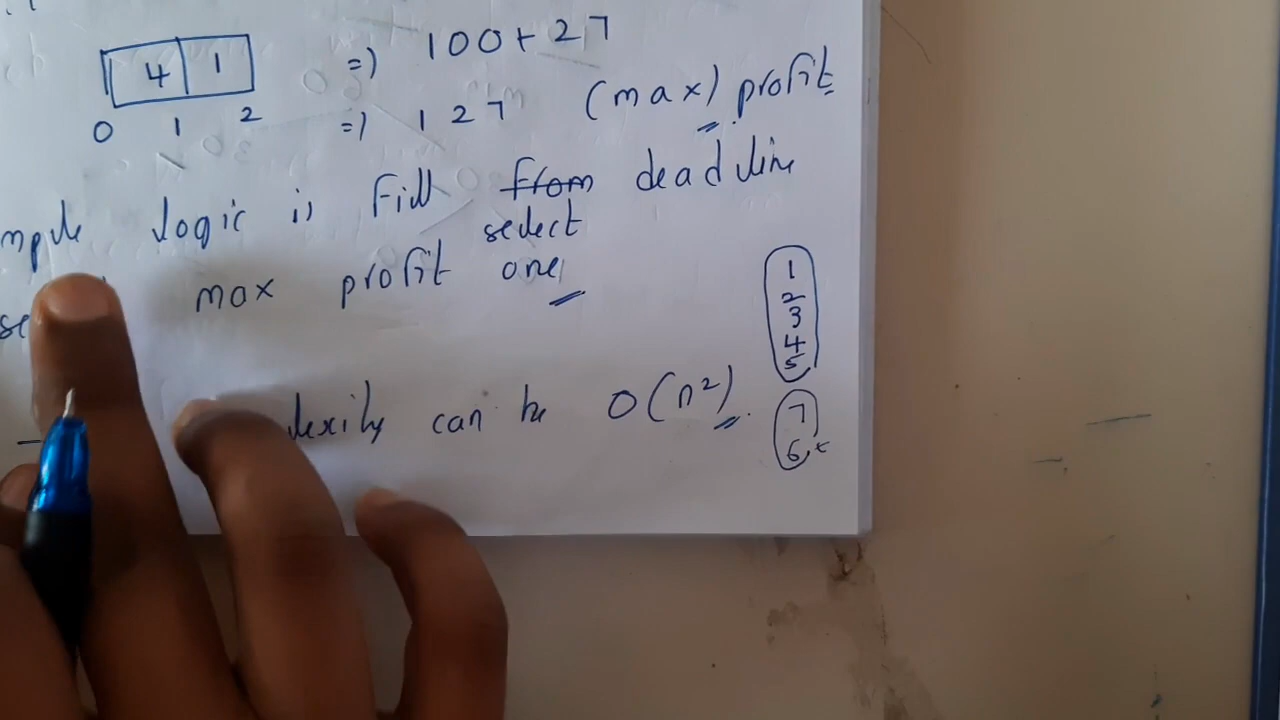 4 1 => 100+27
0 1 2 => 127 (max) profit
logic is Fill from deadline
select
max profit one
1
2
3
4
5
can be O(n²).
7
6